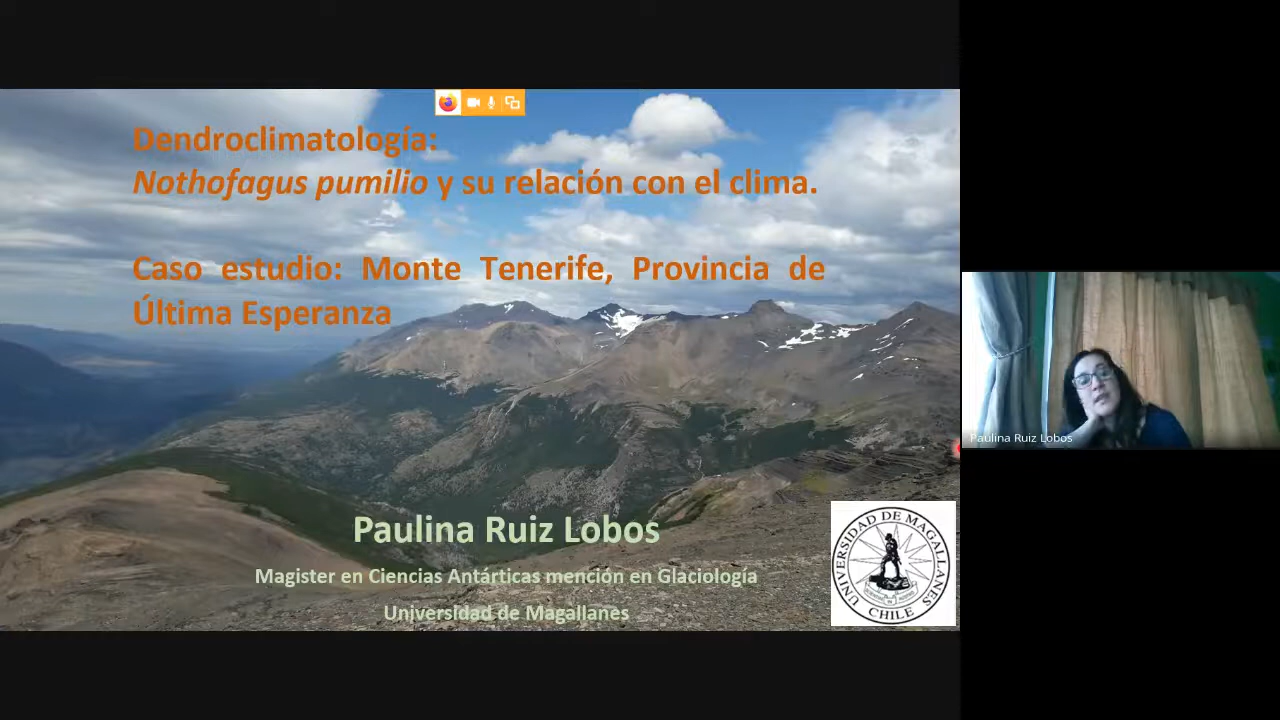 Dendroclimatología:
Nothofagus pumilio y su relación con el clima.
Caso estudio: Monte Tenerife, Provincia de
Última Esperanza
Paulina Ruiz Lobos
Magister en Ciencias Antárticas mención en Glaciología
Universidad de Magallanes
UNIVERSIDAD DE MAGALLANES
CHILE
Paulina Ruiz Lobos